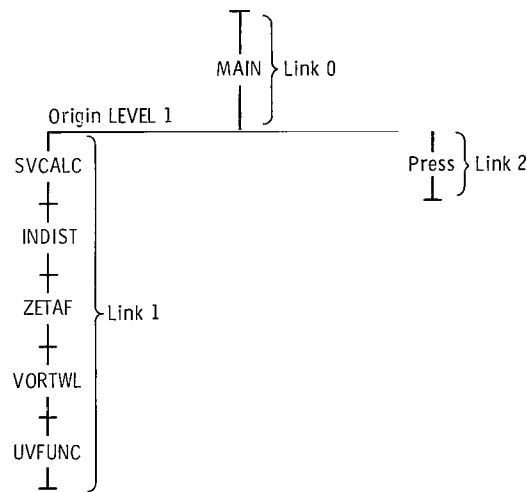 MAIN
Link 0
Origin LEVEL 1
SVCALC
Press
Link 2
INDIST
ZETAF
Link 1
VORTWL
UVFUNC